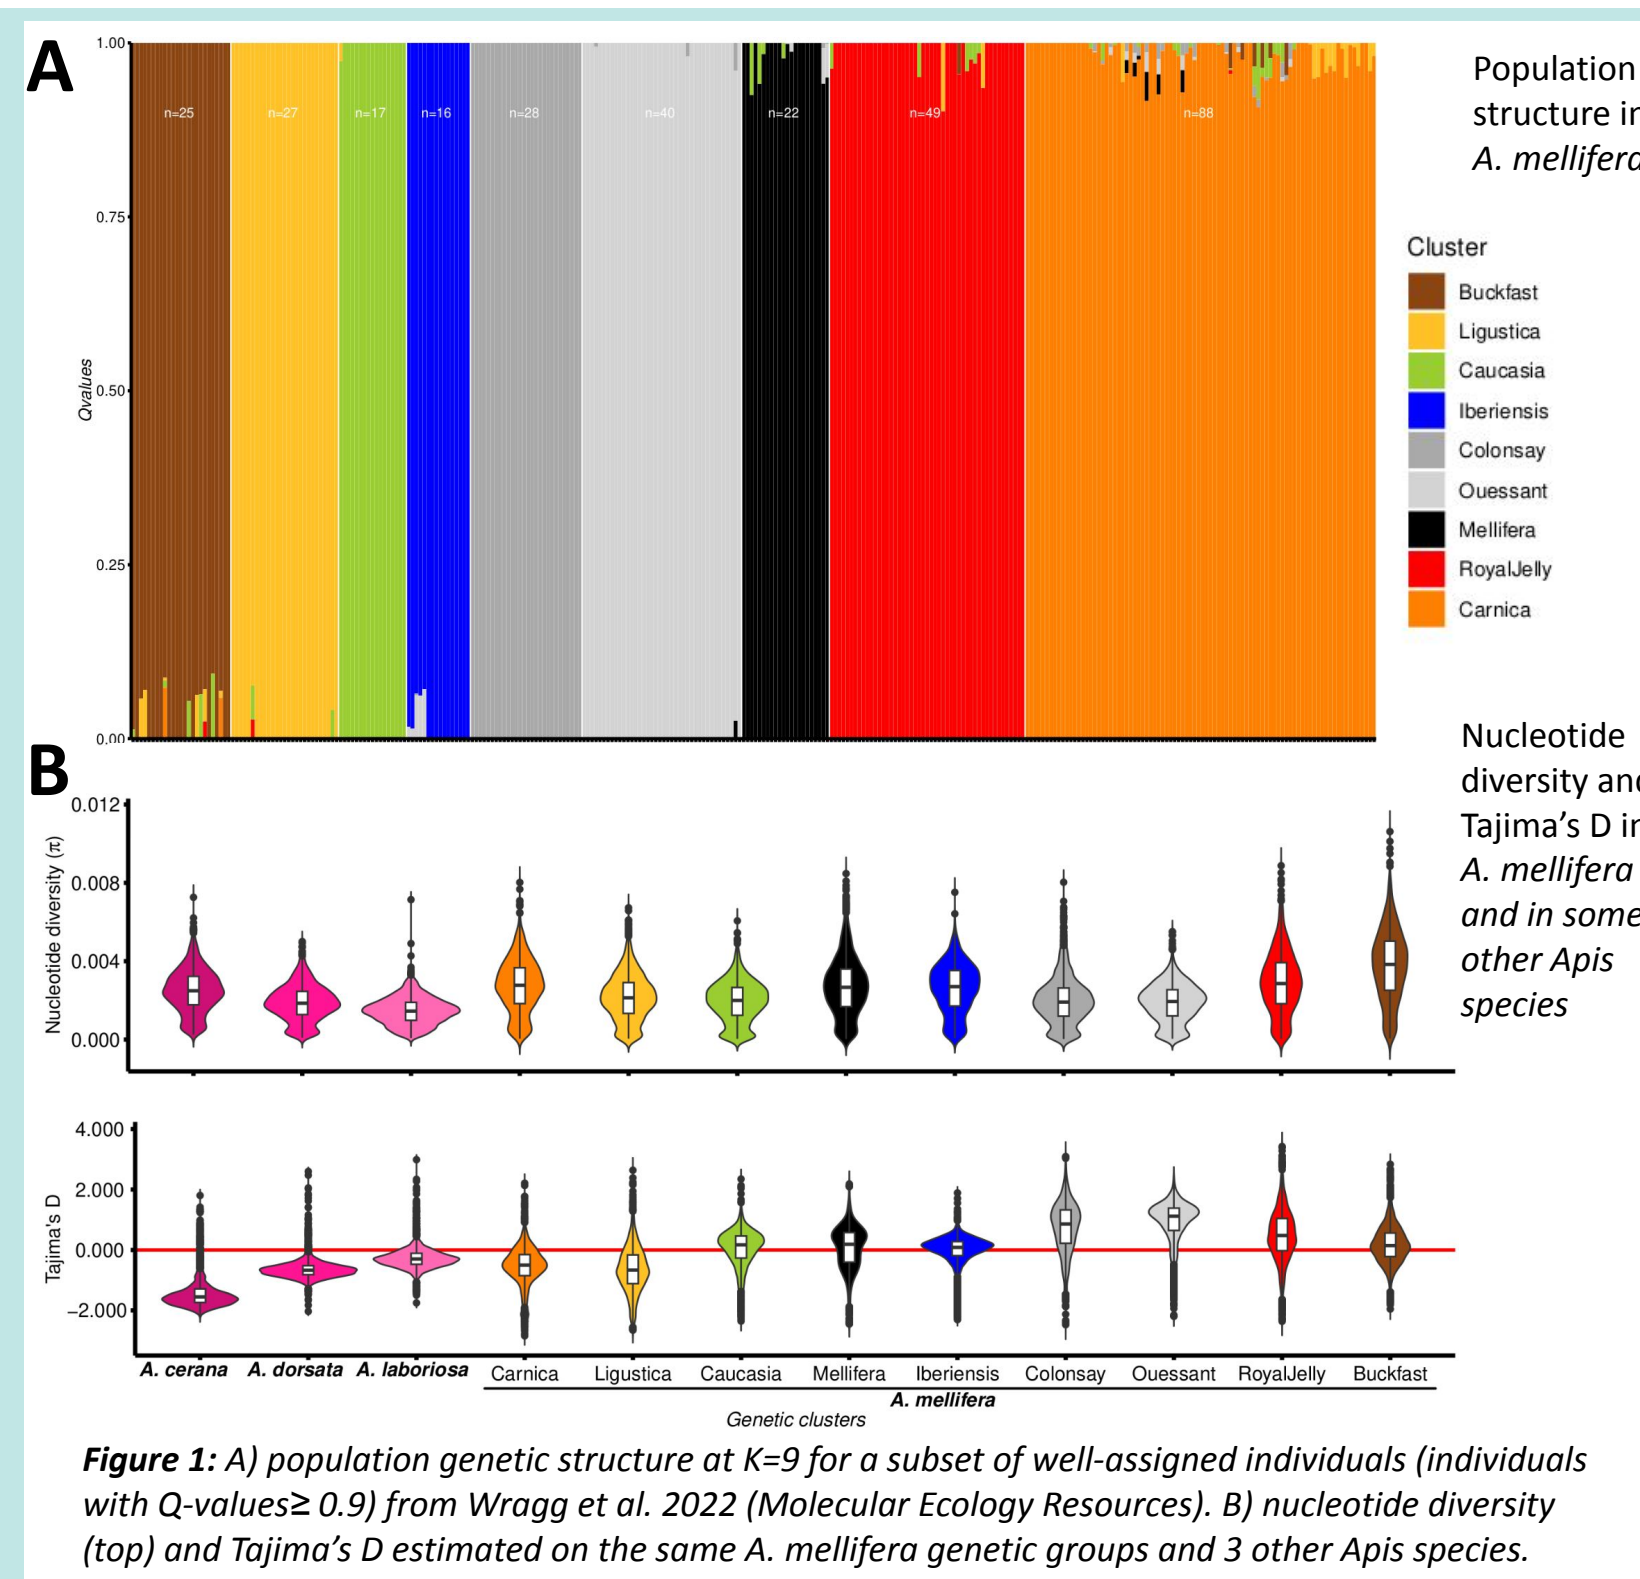 A
1.00
0.75
0.50
0.25
0.00
Qvalues
n=25
n=27
n=17
n=16
n=28
n=40
n=22
n=49
n=88
Population
structure in
A. mellifera
Cluster
Buckfast
Ligustica
Caucasia
Iberiensis
Colonsay
Ouessant
Mellifera
RoyalJelly
Carnica
B
0.012
0.008
0.004
0.000
Nucleotide diversity (π)
Nucleotide
diversity and
Tajima's D in
A. mellifera
and in some
other Apis
species
4.000
2.000
0.000
−2.000
Tajima's D
A. cerana
A. dorsata
A. laboriosa
Carnica
Ligustica
Caucasia
Mellifera
Iberiensis
Colonsay
Ouessant
RoyalJelly
Buckfast
A. mellifera
Genetic clusters
Figure 1: A) population genetic structure at K=9 for a subset of well-assigned individuals (individuals
with Q-values≥ 0.9) from Wragg et al. 2022 (Molecular Ecology Resources). B) nucleotide diversity
(top) and Tajima's D estimated on the same A. mellifera genetic groups and 3 other Apis species.